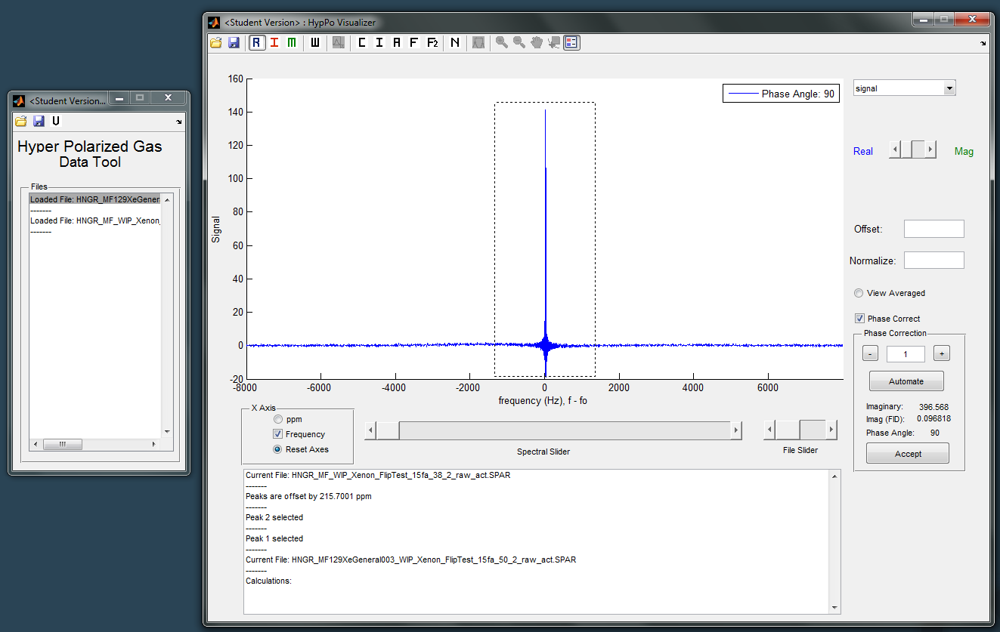 <Student Version> : HypPo Visualizer
R I M W C I A F F2 N
<Student Version...
U
Hyper Polarized Gas
Data Tool
Files
Loaded File: HNGR_MF129XeGener
-------
Loaded File: HNGR_MF_WIP_Xenon_
-------
160
140
120
100
80
60
40
20
0
-20
Signal
Phase Angle: 90
-8000 -6000 -4000 -2000 0 2000 4000 6000
frequency (Hz), f - fo
signal
Real Mag
Offset:
Normalize:
View Averaged
Phase Correct
Phase Correction
- 1 +
Automate
Imaginary: 396.568
Imag (FID): 0.096818
Phase Angle: 90
Accept
X Axis
ppm
Frequency
Reset Axes
Spectral Slider
File Slider
Current File: HNGR_MF_WIP_Xenon_FlipTest_15fa_38_2_raw_act.SPAR
-------
Peaks are offset by 215.7001 ppm
-------
Peak 2 selected
-------
Peak 1 selected
-------
Current File: HNGR_MF129XeGeneral003_WIP_Xenon_FlipTest_15fa_50_2_raw_act.SPAR
-------
Calculations: